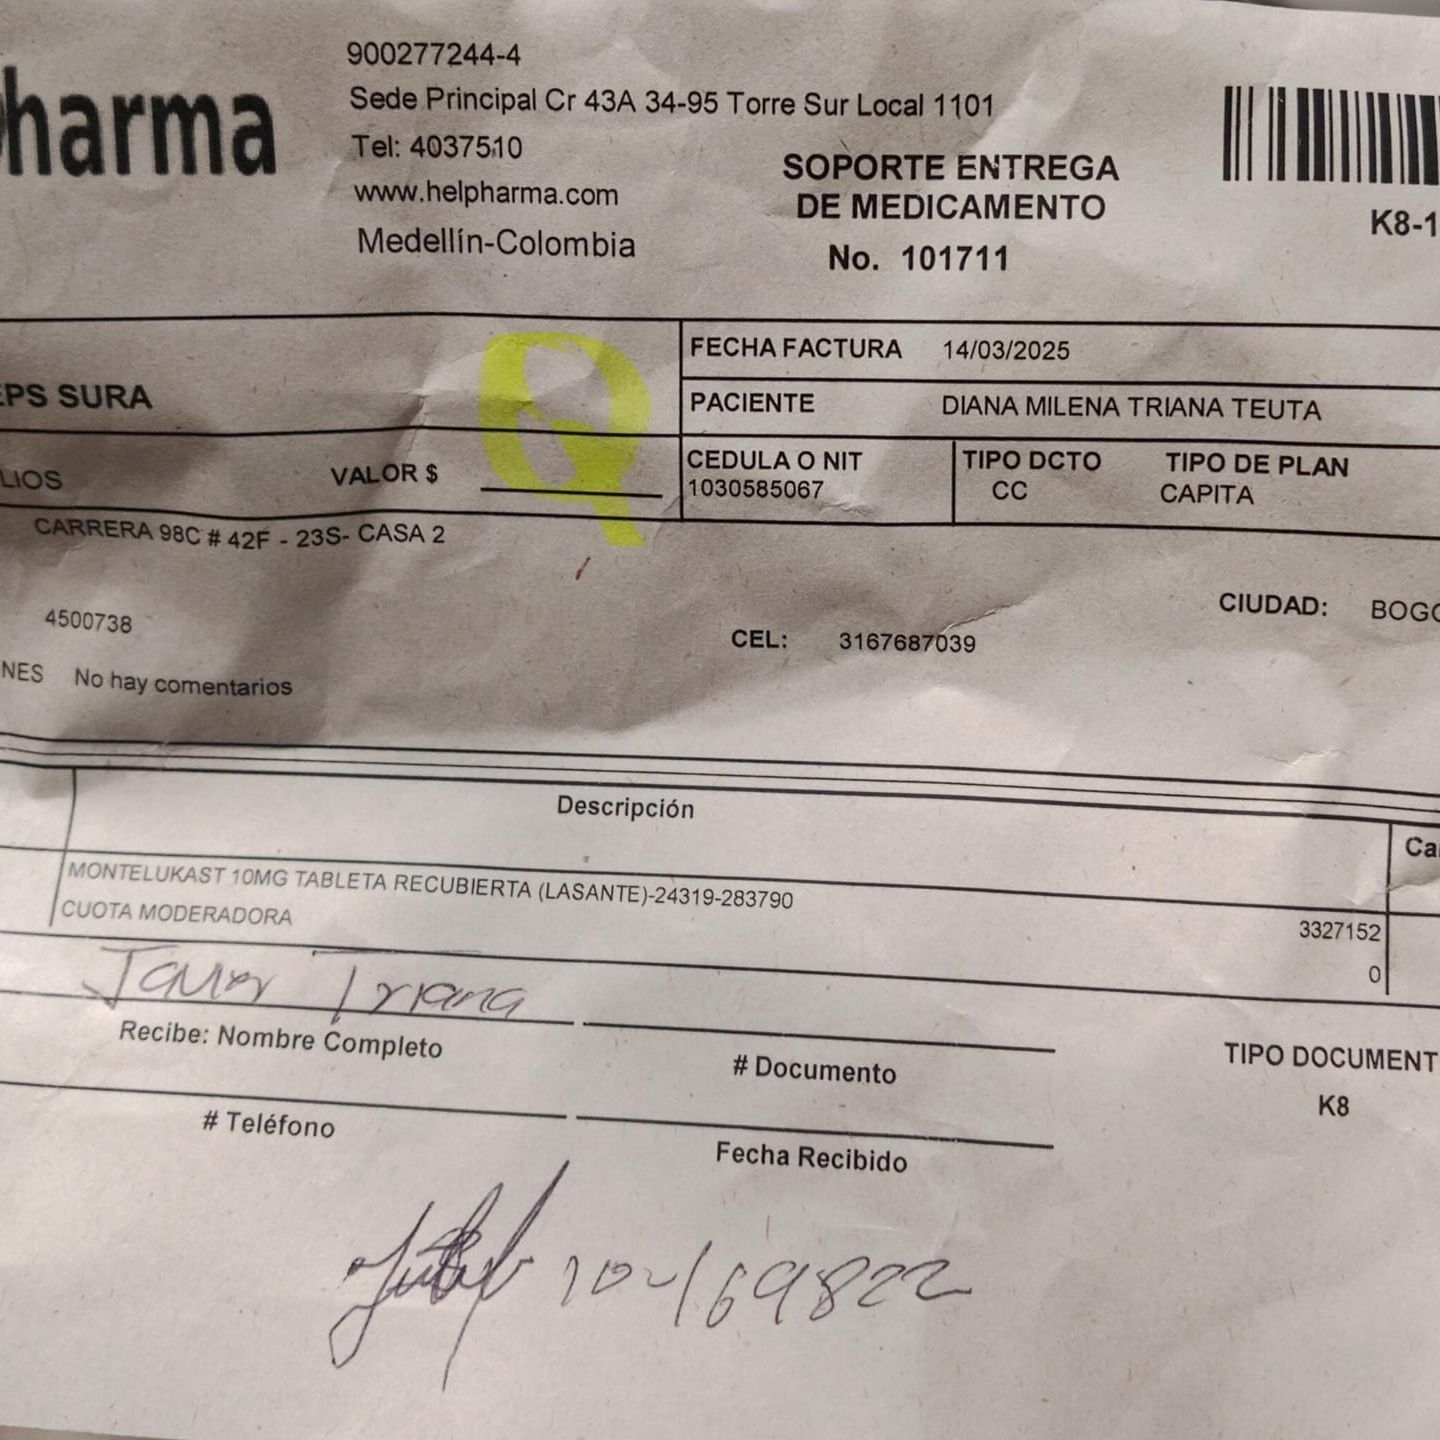 pharma
900277244-4
Sede Principal Cr 43A 34-95 Torre Sur Local 1101
Tel: 4037510
www.helpharma.com
Medellín-Colombia
SOPORTE ENTREGA
DE MEDICAMENTO
No. 101711
K8-1
EPS SURA
FECHA FACTURA 14/03/2025
PACIENTE DIANA MILENA TRIANA TEUTA
LIOS VALOR $
CEDULA O NIT TIPO DCTO TIPO DE PLAN
1030585067 CC CAPITA
CARRERA 98C # 42F - 23S- CASA 2
CIUDAD: BOGO
4500738 CEL: 3167687039
NES No hay comentarios
Descripción Ca
MONTELUKAST 10MG TABLETA RECUBIERTA (LASANTE)-24319-283790 3327152
CUOTA MODERADORA 0
Javier Triana
Recibe: Nombre Completo # Documento
TIPO DOCUMENT
K8
# Teléfono Fecha Recibido